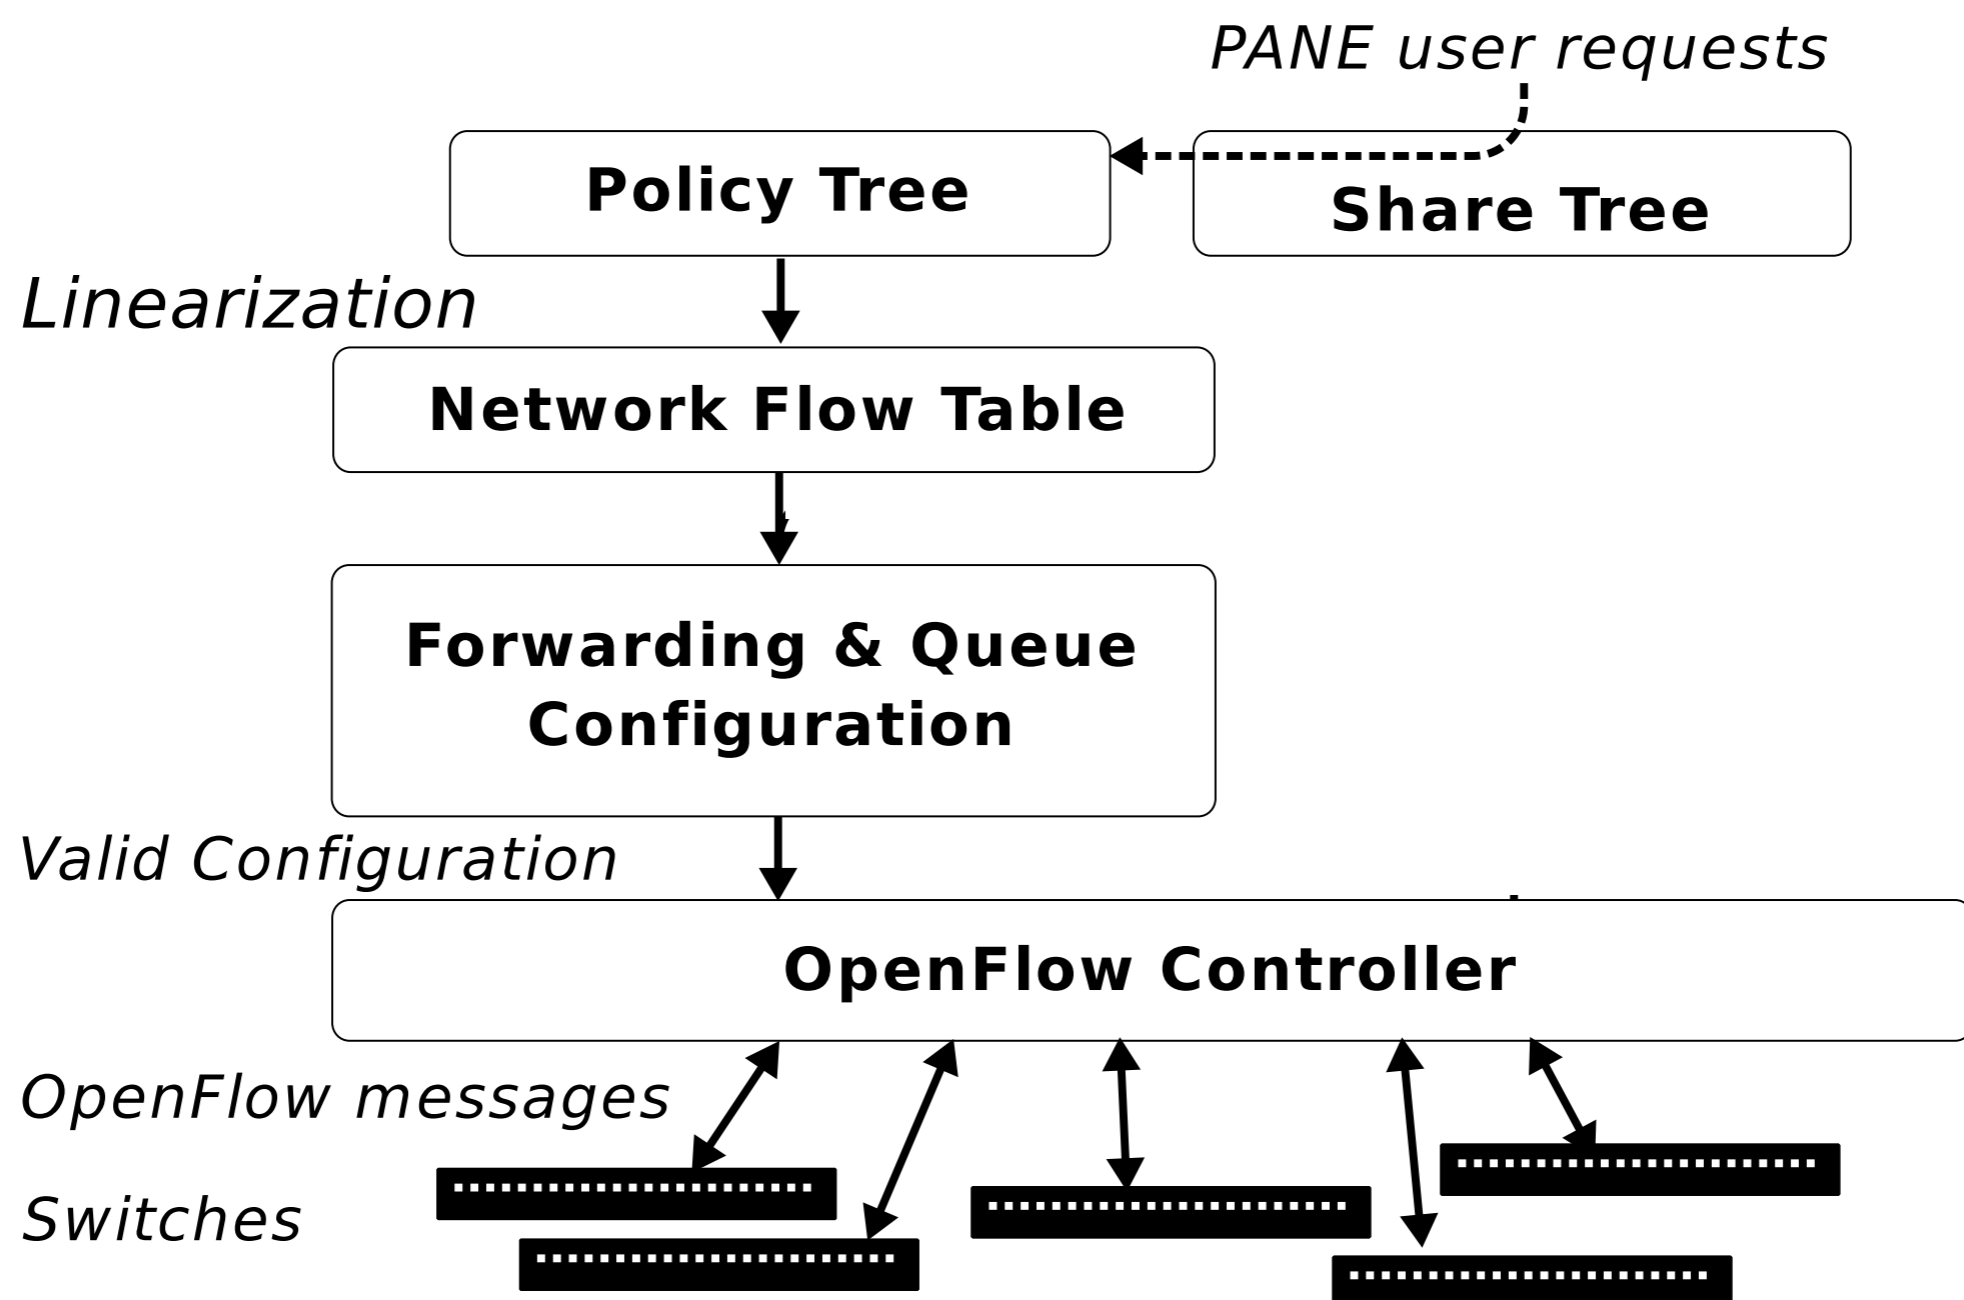 PANE user requests
Policy Tree
Share Tree
Linearization
Network Flow Table
Forwarding & Queue
Configuration
Valid Configuration
OpenFlow Controller
OpenFlow messages
Switches